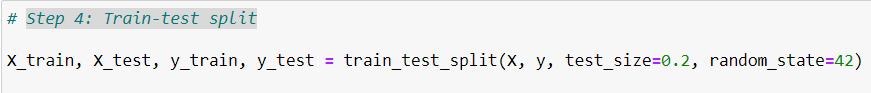 # Step 4: Train-test split
X_train, X_test, y_train, y_test = train_test_split(X, y, test_size=0.2, random_state=42)